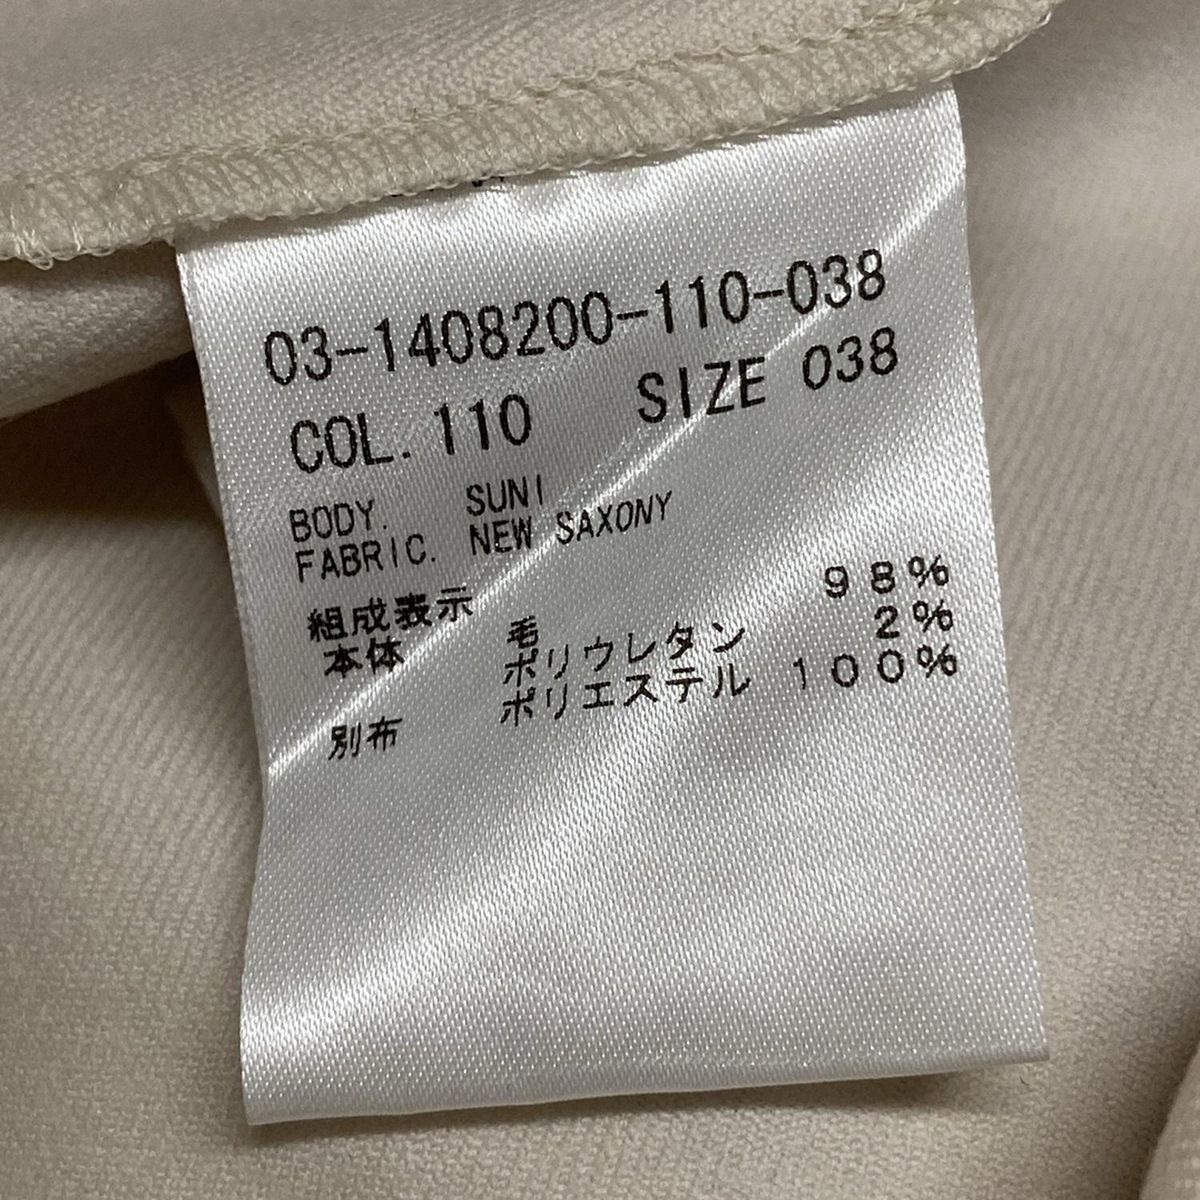 03-1408200-110-038
COL. 110 SIZE 038
BODY. SUNI
FABRIC. NEW SAXONY
組成表示
本体 毛 98%
ポリウレタン 2%
別布 ポリエステル 100%